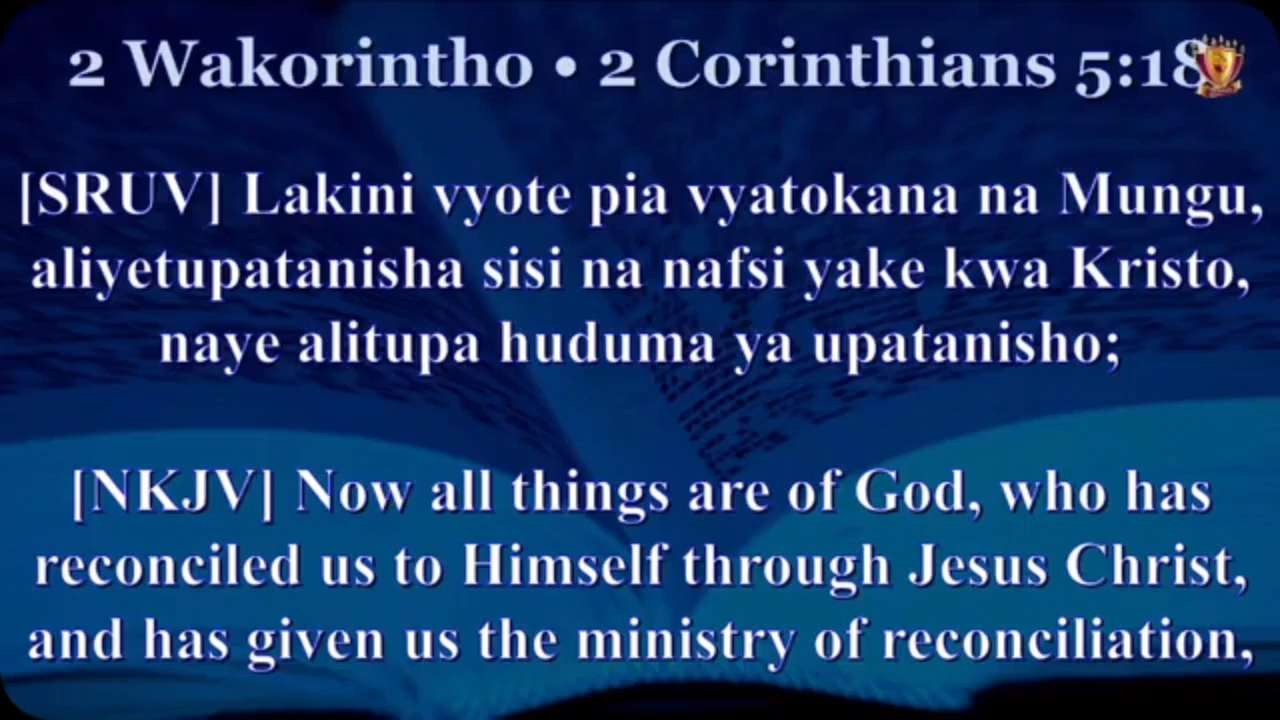 2 Wakorintho • 2 Corinthians 5:18
[SRUV] Lakini vyote pia vyatokana na Mungu,
aliyetupatanisha sisi na nafsi yake kwa Kristo,
naye alitupa huduma ya upatanisho;
[NKJV] Now all things are of God, who has
reconciled us to Himself through Jesus Christ,
and has given us the ministry of reconciliation,